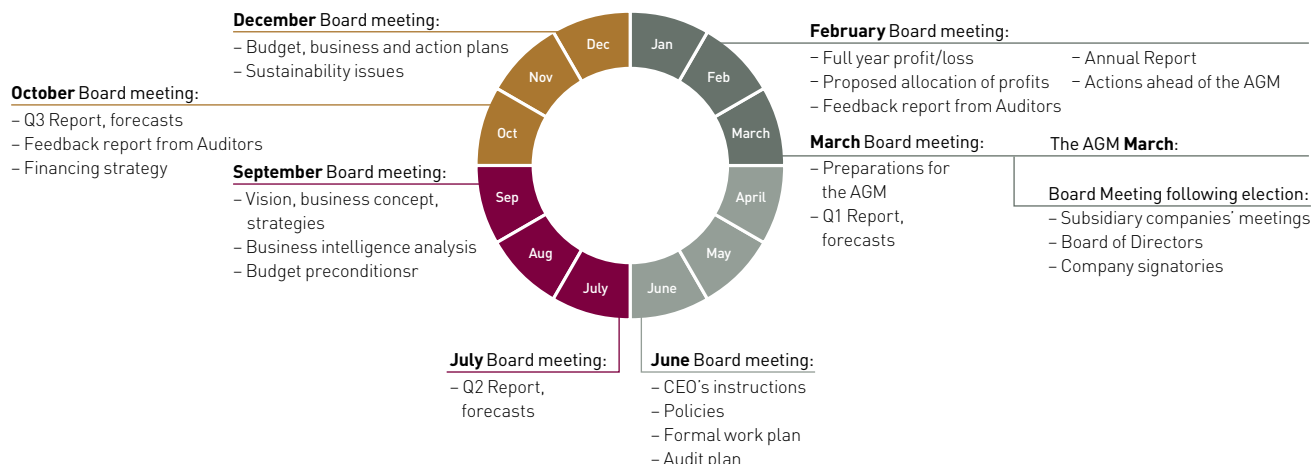 December Board meeting:
– Budget, business and action plans
– Sustainability issues
October Board meeting:
– Q3 Report, forecasts
– Feedback report from Auditors
– Financing strategy
September Board meeting:
– Vision, business concept,
strategies
– Business intelligence analysis
– Budget preconditionsr
Jan
Feb
March
April
May
June
July
Aug
Sep
Oct
Nov
Dec
February Board meeting:
– Full year profit/loss
– Proposed allocation of profits
– Feedback report from Auditors
– Annual Report
– Actions ahead of the AGM
March Board meeting:
– Preparations for
the AGM
– Q1 Report,
forecasts
The AGM March:
Board Meeting following election:
– Subsidiary companies’ meetings
– Board of Directors
– Company signatories
July Board meeting:
– Q2 Report,
forecasts
June Board meeting:
– CEO’s instructions
– Policies
– Formal work plan
– Audit plan